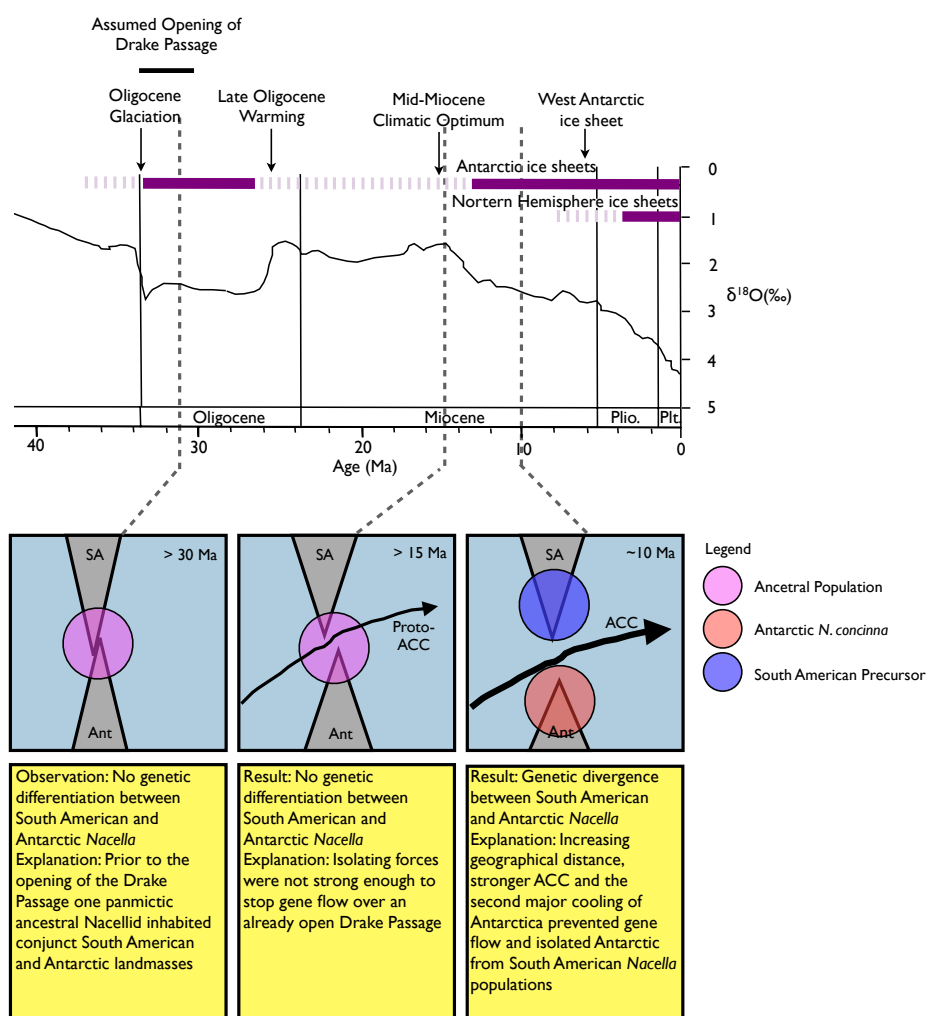 Assumed Opening of
Drake Passage
Oligocene
Glaciation
Late Oligocene
Warming
Mid-Miocene
Climatic Optimum
West Antarctic
ice sheet
Antarctic ice sheets
Nortern Hemisphere ice sheets
0
1
2
3
4
5
δ18O(‰)
Oligocene
Miocene
Plio.
Plt.
40
30
20
10
0
Age (Ma)
SA
> 30 Ma
Ant
SA
> 15 Ma
Proto-
ACC
Ant
SA
~10 Ma
ACC
Ant
Legend
Ancetral Population
Antarctic N. concinna
South American Precursor
Observation: No genetic
differentiation between
South American and
Antarctic Nacella
Explanation: Prior to the
opening of the Drake
Passage one panmictic
ancestral Nacellid inhabited
conjunct South American
and Antarctic landmasses
Result: No genetic
differentiation between
South American and
Antarctic Nacella
Explanation: Isolating forces
were not strong enough to
stop gene flow over an
already open Drake Passage
Result: Genetic divergence
between South American
and Antarctic Nacella
Explanation: Increasing
geographical distance,
stronger ACC and the
second major cooling of
Antarctica prevented gene
flow and isolated Antarctic
from South American Nacella
populations